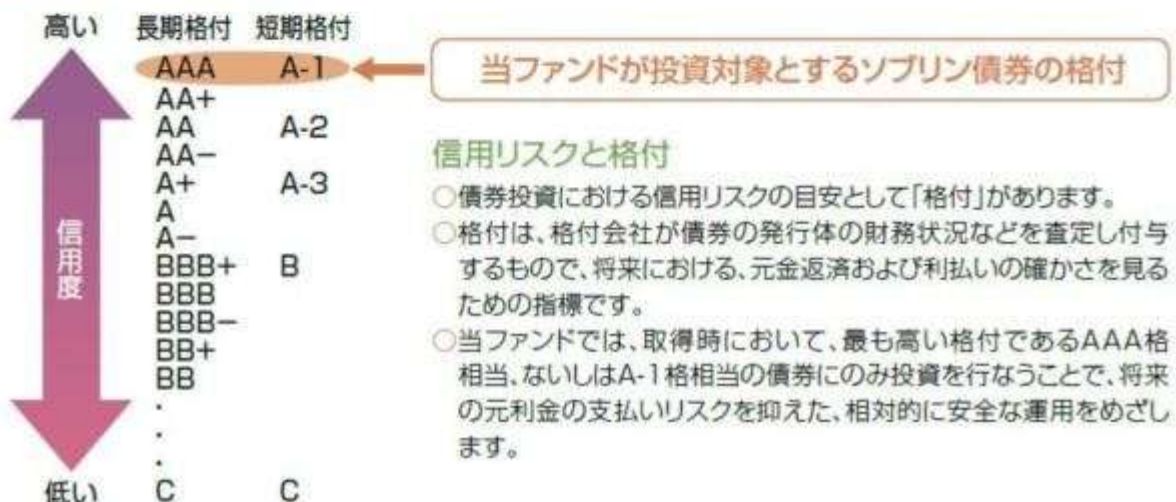 高い 長期格付 短期格付
AAA A-1
当ファンドが投資対象とするソブリン債券の格付
AA+
AA A-2
AA−
A+ A-3
A
A−
BBB+ B
BBB
BBB−
BB+
BB
・
・
・
低い C C
信用度
信用リスクと格付
○債券投資における信用リスクの目安として「格付」があります。
○格付は、格付会社が債券の発行体の財務状況などを査定し付与
するもので、将来における、元金返済および利払いの確かさを見る
ための指標です。
○当ファンドでは、取得時において、最も高い格付であるAAA格
相当、ないしはA-1格相当の債券にのみ投資を行なうことで、将来
の元利金の支払いリスクを抑えた、相対的に安全な運用をめざし
ます。